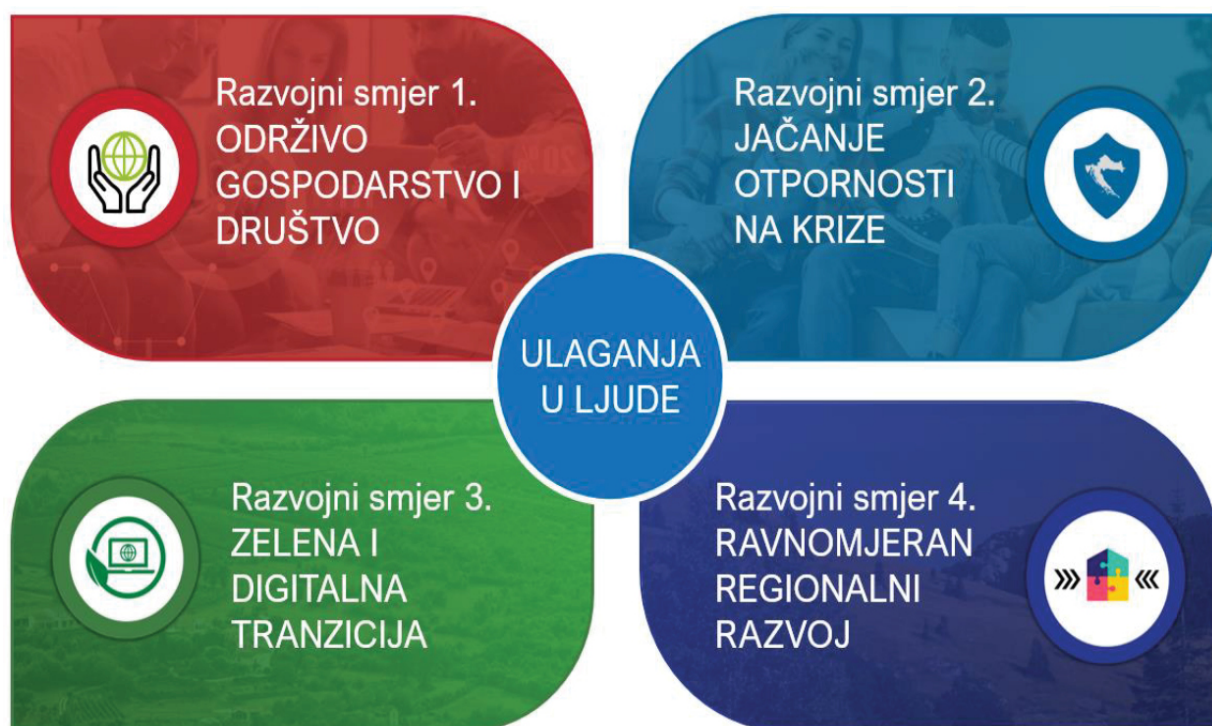 Razvojni smjer 1.
ODRŽIVO
GOSPODARSTVO I
DRUŠTVO
Razvojni smjer 2.
JAČANJE
OTPORNOSTI
NA KRIZE
ULAGANJA
U LJUDE
Razvojni smjer 3.
ZELENA I
DIGITALNA
TRANZICIJA
Razvojni smjer 4.
RAVNOMJERAN
REGIONALNI
RAZVOJ